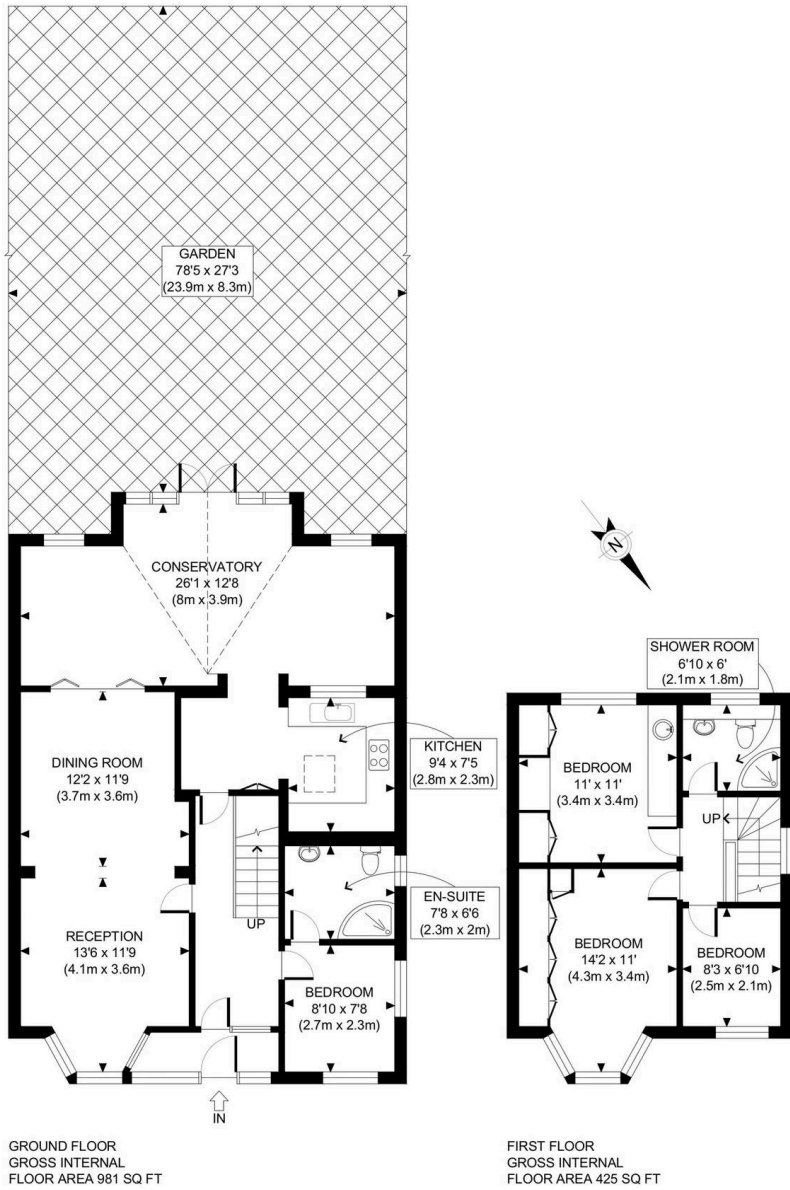 GARDEN
78'5 x 27'3
(23.9m x 8.3m)
CONSERVATORY
26'1 x 12'8
(8m x 3.9m)
DINING ROOM
12'2 x 11'9
(3.7m x 3.6m)
KITCHEN
9'4 x 7'5
(2.8m x 2.3m)
UP
EN-SUITE
7'8 x 6'6
(2.3m x 2m)
RECEPTION
13'6 x 11'9
(4.1m x 3.6m)
BEDROOM
8'10 x 7'8
(2.7m x 2.3m)
IN
GROUND FLOOR
GROSS INTERNAL
FLOOR AREA 981 SQ FT
N
SHOWER ROOM
6'10 x 6'
(2.1m x 1.8m)
BEDROOM
11' x 11'
(3.4m x 3.4m)
UP
BEDROOM
14'2 x 11'
(4.3m x 3.4m)
BEDROOM
8'3 x 6'10
(2.5m x 2.1m)
FIRST FLOOR
GROSS INTERNAL
FLOOR AREA 425 SQ FT